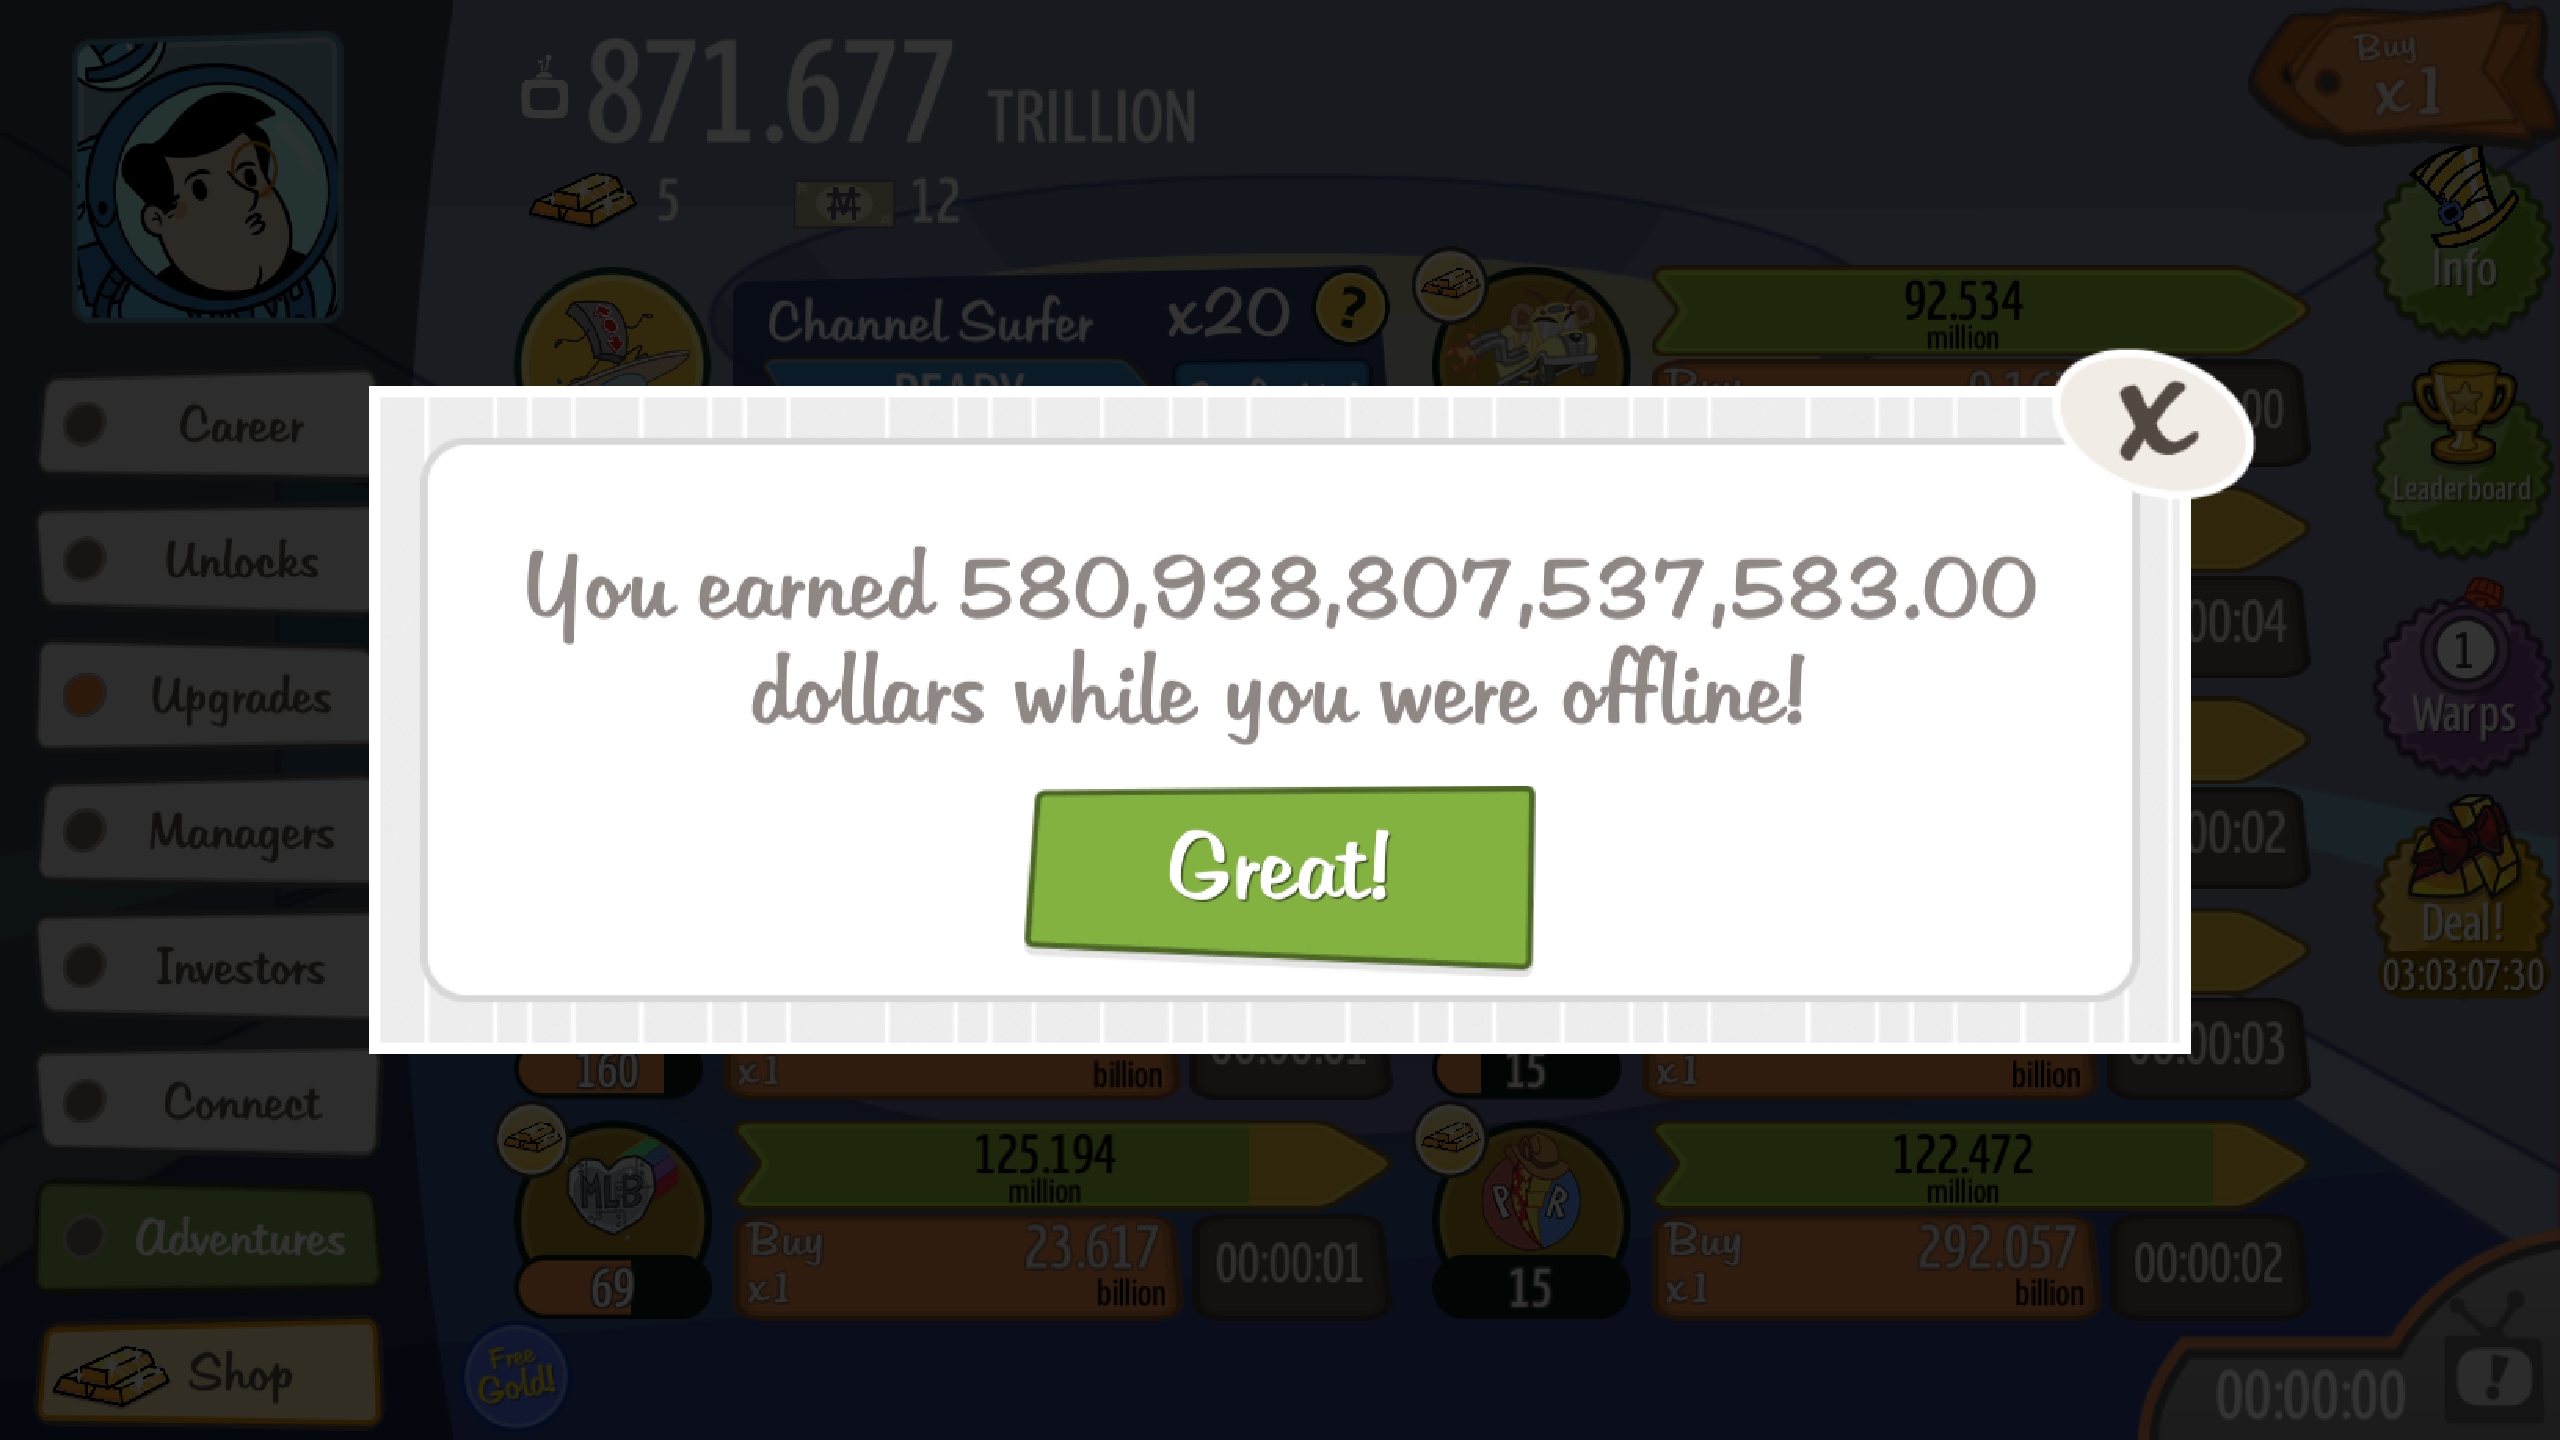 871.677 TRILLION
5
12
Buy
x1
Info
Leaderboard
1
Warps
Deal!
03:03:07:30
Career
Unlocks
Upgrades
Managers
Investors
Connect
Adventures
Shop
Channel Surfer x20 ?
READY
92.534
million
Buy
x
You earned 580,938,807,537,583.00
dollars while you were offline!
Great!
00:04
00:02
00:03
160
x1
billion
15
x1
billion
MLB
125.194
million
69
Buy
x1
23.617
billion
00:00:01
P R
122.472
million
15
Buy
x1
292.057
billion
00:00:02
Free
Gold!
00:00:00
!